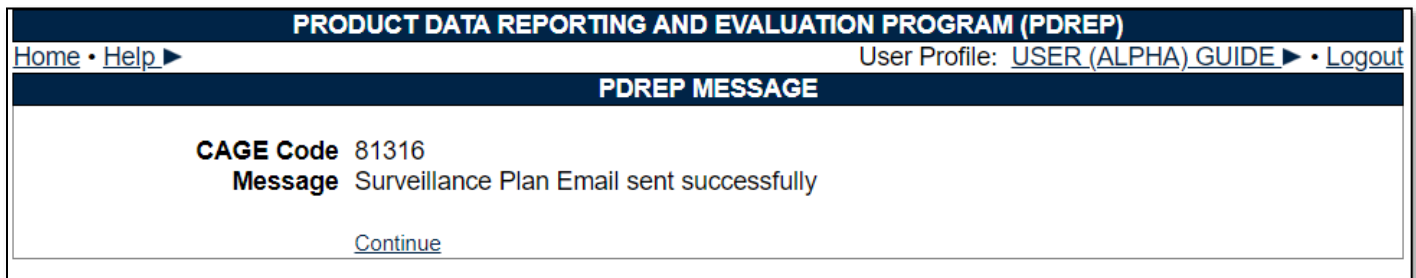 PRODUCT DATA REPORTING AND EVALUATION PROGRAM (PDREP)
Home • Help ► User Profile: USER (ALPHA) GUIDE ► • Logout
PDREP MESSAGE
CAGE Code 81316
Message Surveillance Plan Email sent successfully
Continue